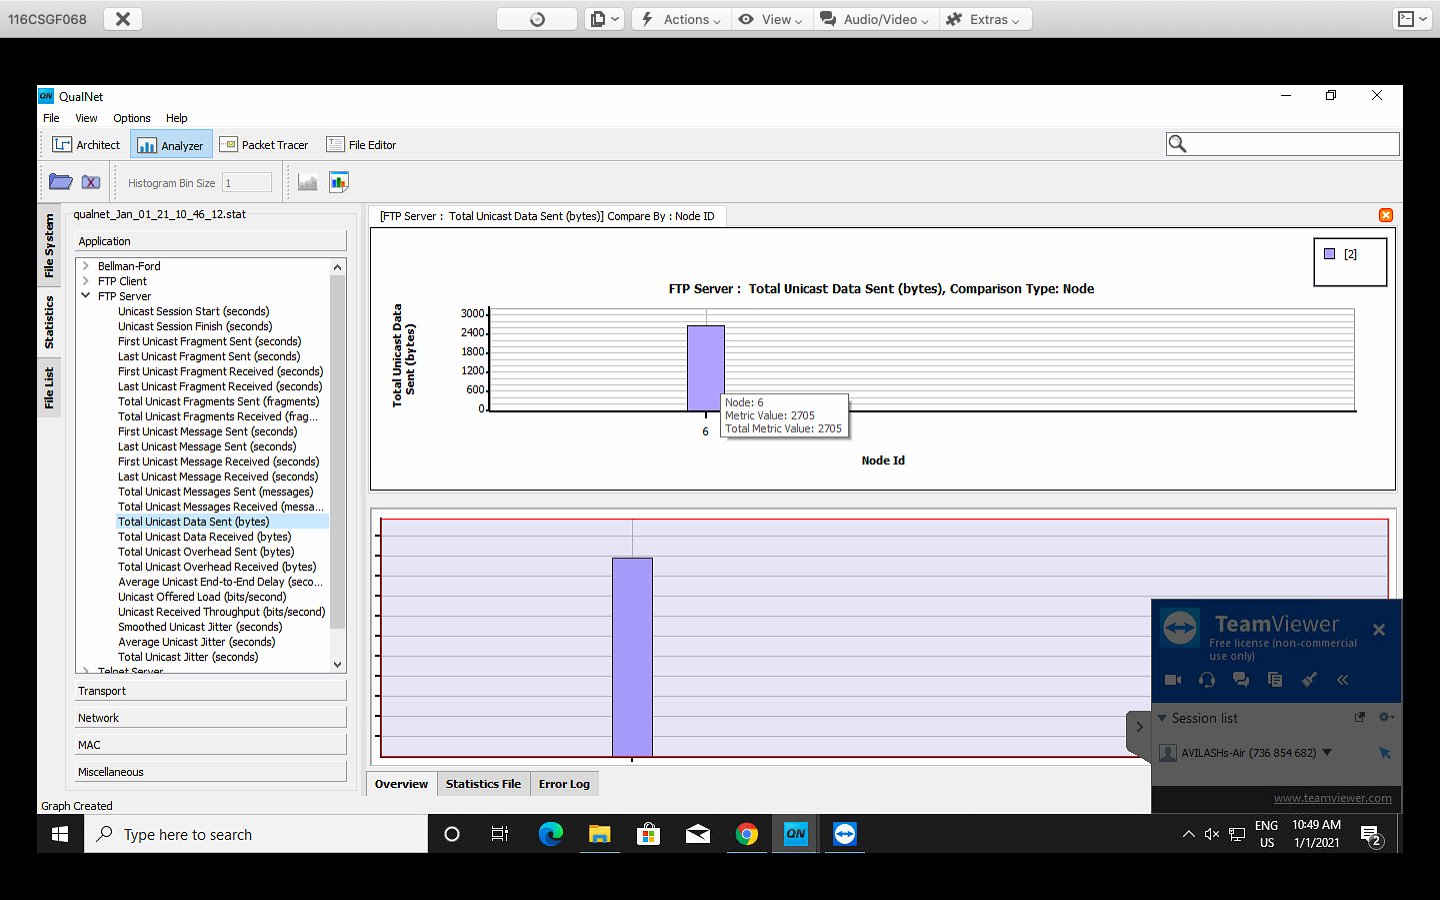 116CSGF068
Actions
View
Audio/Video
Extras
QN QualNet
File View Options Help
Architect Analyzer Packet Tracer File Editor
Histogram Bin Size 1
File System
Statistics
File List
qualnet_Jan_01_21_10_46_12.stat
Application
Bellman-Ford
FTP Client
FTP Server
Unicast Session Start (seconds)
Unicast Session Finish (seconds)
First Unicast Fragment Sent (seconds)
Last Unicast Fragment Sent (seconds)
First Unicast Fragment Received (seconds)
Last Unicast Fragment Received (seconds)
Total Unicast Fragments Sent (fragments)
Total Unicast Fragments Received (frag...
First Unicast Message Sent (seconds)
Last Unicast Message Sent (seconds)
First Unicast Message Received (seconds)
Last Unicast Message Received (seconds)
Total Unicast Messages Sent (messages)
Total Unicast Messages Received (messa...
Total Unicast Data Sent (bytes)
Total Unicast Data Received (bytes)
Total Unicast Overhead Sent (bytes)
Total Unicast Overhead Received (bytes)
Average Unicast End-to-End Delay (seco...
Unicast Offered Load (bits/second)
Unicast Received Throughput (bits/second)
Smoothed Unicast Jitter (seconds)
Average Unicast Jitter (seconds)
Total Unicast Jitter (seconds)
Telnet Server
Transport
Network
MAC
Miscellaneous
Graph Created
[FTP Server : Total Unicast Data Sent (bytes)] Compare By : Node ID
[2]
FTP Server : Total Unicast Data Sent (bytes), Comparison Type: Node
Total Unicast Data
Sent (bytes)
3000
2400
1800
1200
600
0
6
Node: 6
Metric Value: 2705
Total Metric Value: 2705
Node Id
Overview Statistics File Error Log
TeamViewer
Free license (non-commercial
use only)
Session list
AVILASHs-Air (736 854 682)
www.teamviewer.com
Type here to search
QN
ENG
US
10:49 AM
1/1/2021
2